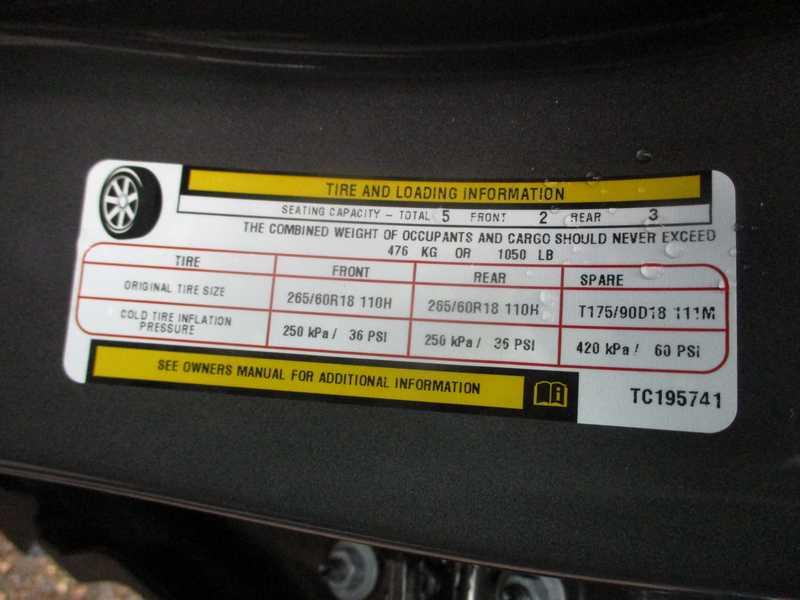 TIRE AND LOADING INFORMATION
SEATING CAPACITY - TOTAL 5 FRONT 2 REAR 3
THE COMBINED WEIGHT OF OCCUPANTS AND CARGO SHOULD NEVER EXCEED
476 KG OR 1050 LB
TIRE FRONT REAR SPARE
ORIGINAL TIRE SIZE 265/60R18 110H 265/60R18 110H T175/90D18 111M
COLD TIRE INFLATION
PRESSURE 250 kPa / 36 PSI 250 kPa / 36 PSI 420 kPa / 60 PSI
SEE OWNERS MANUAL FOR ADDITIONAL INFORMATION
TC195741